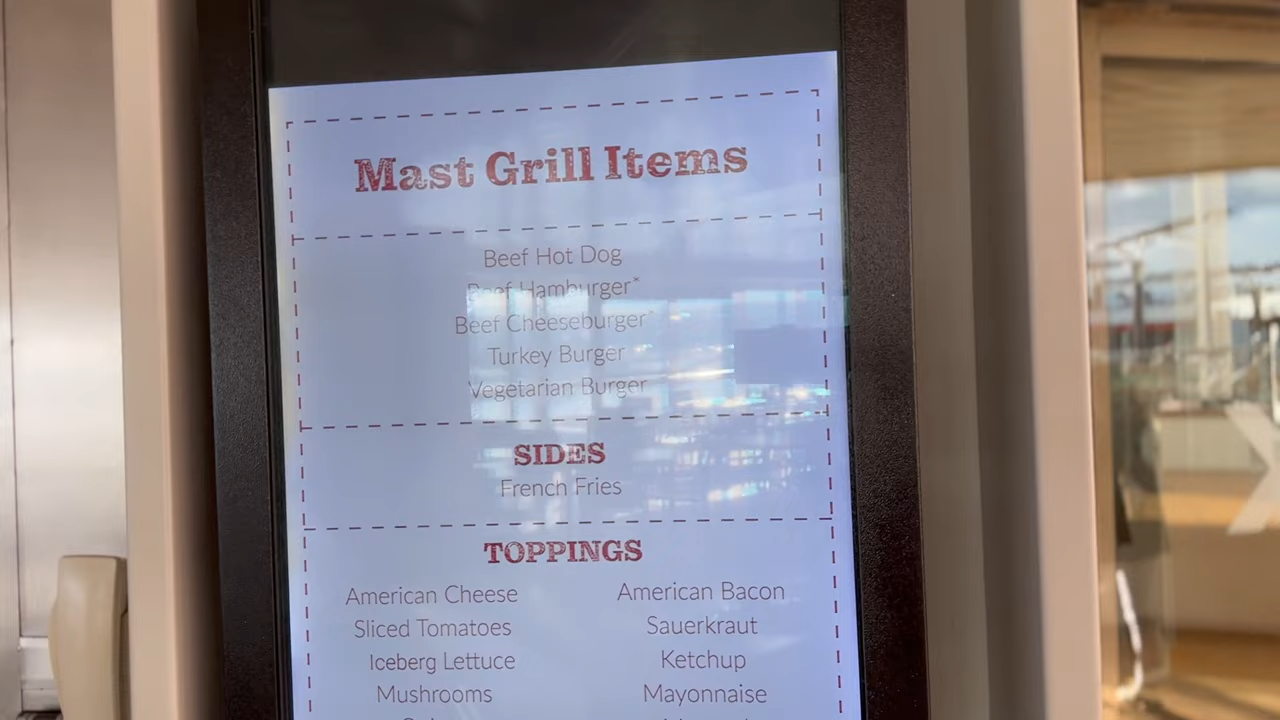 Mast Grill Items
Beef Hot Dog
Beef Hamburger*
Beef Cheeseburger*
Turkey Burger
Vegetarian Burger
SIDES
French Fries
TOPPINGS
American Cheese
American Bacon
Sliced Tomatoes
Sauerkraut
Iceberg Lettuce
Ketchup
Mushrooms
Mayonnaise